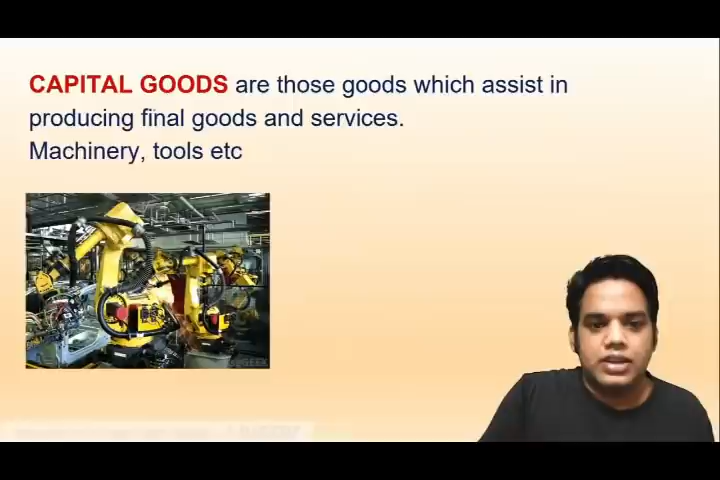 CAPITAL GOODS are those goods which assist in
producing final goods and services.
Machinery, tools etc